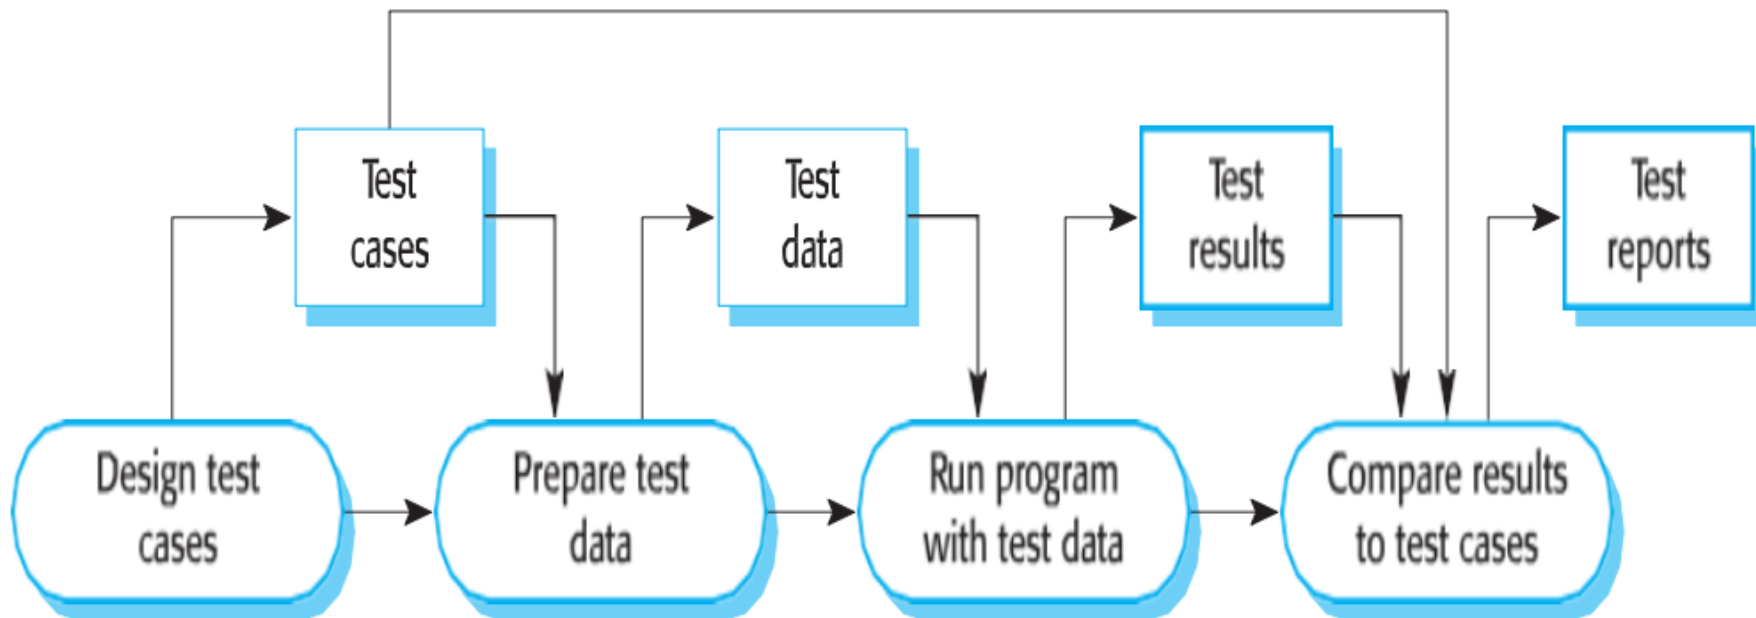 Test
cases
Test
data
Test
results
Test
reports
Design test
cases
Prepare test
data
Run program
with test data
Compare results
to test cases